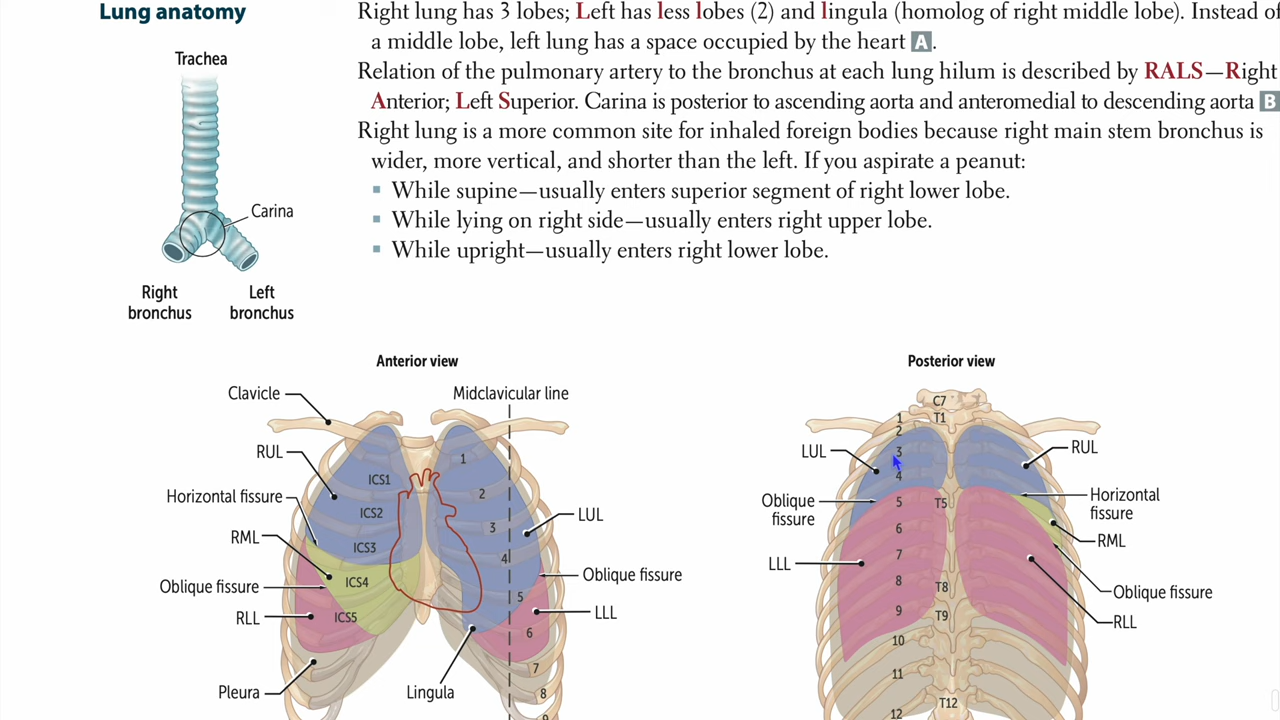 Lung anatomy
Right lung has 3 lobes; Left has less lobes (2) and lingula (homolog of right middle lobe). Instead of
a middle lobe, left lung has a space occupied by the heart A.
Relation of the pulmonary artery to the bronchus at each lung hilum is described by RALS—Right
Anterior; Left Superior. Carina is posterior to ascending aorta and anteromedial to descending aorta B
Right lung is a more common site for inhaled foreign bodies because right main stem bronchus is
wider, more vertical, and shorter than the left. If you aspirate a peanut:
▪ While supine—usually enters superior segment of right lower lobe.
▪ While lying on right side—usually enters right upper lobe.
▪ While upright—usually enters right lower lobe.
Trachea
Carina
Right
bronchus
Left
bronchus
Anterior view
Clavicle
Midclavicular line
RUL
Horizontal fissure
RML
Oblique fissure
RLL
Pleura
ICS1
ICS2
ICS3
ICS4
ICS5
1
2
3
4
5
6
7
8
9
LUL
Oblique fissure
LLL
Lingula
Posterior view
C7
T1
T5
T8
T9
T12
1
2
3
4
5
6
7
8
9
10
11
12
LUL
Oblique
fissure
LLL
RUL
Horizontal
fissure
RML
Oblique fissure
RLL